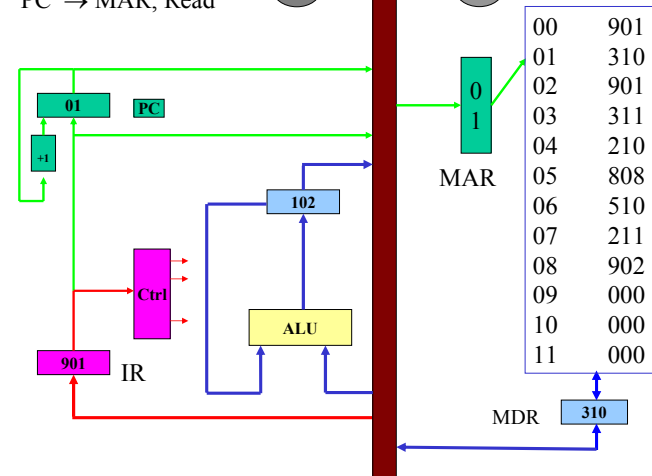 PC → MAR, Read
01
PC
+1
102
Ctrl
ALU
901
IR
0
1
MAR
00 901
01 310
02 901
03 311
04 210
05 808
06 510
07 211
08 902
09 000
10 000
11 000
MDR
310